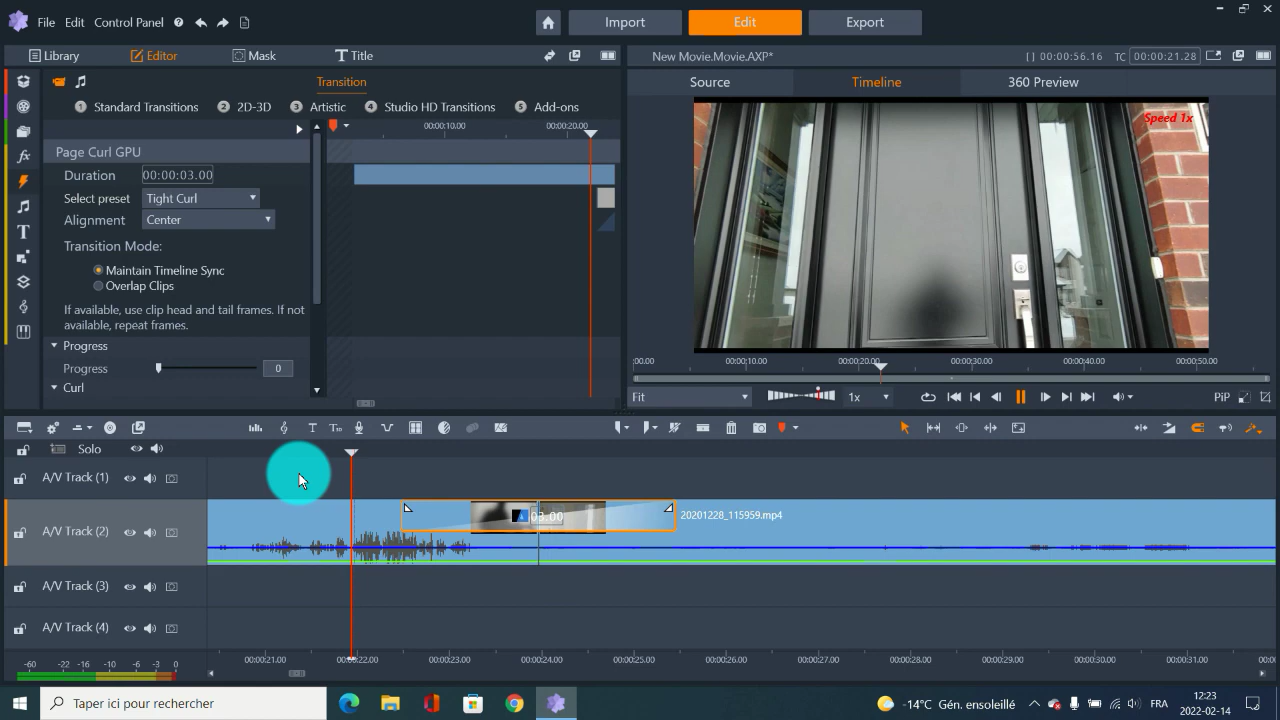 File Edit Control Panel
Import
Edit
Export
Library
Editor
Mask
Title
New Movie.Movie.AXP*
[ ] 00:00:56.16
TC 00:00:21.28
Transition
Source
Timeline
360 Preview
1 Standard Transitions
2 2D-3D
3 Artistic
4 Studio HD Transitions
5 Add-ons
00:00:10.00
00:00:20.00
Speed 1x
Page Curl GPU
Duration
00:00:03.00
Select preset
Tight Curl
Alignment
Center
Transition Mode:
Maintain Timeline Sync
Overlap Clips
If available, use clip head and tail frames. If not
available, repeat frames.
Progress
Progress
0
Curl
:00.00
00:00:10.00
00:00:20.00
00:00:30.00
00:00:40.00
00:00:50.00
Fit
1x
PiP
Solo
A/V Track (1)
A/V Track (2)
03.00
20201228_115959.mp4
A/V Track (3)
A/V Track (4)
-60 -22 -16 -10 -6 -3 0
00:00:21.00
00:00:22.00
00:00:23.00
00:00:24.00
00:00:25.00
00:00:26.00
00:00:27.00
00:00:28.00
00:00:29.00
00:00:30.00
00:00:31.00
Taper ici pour rechercher
-14°C Gén. ensoleillé
FRA
12:23
2022-02-14